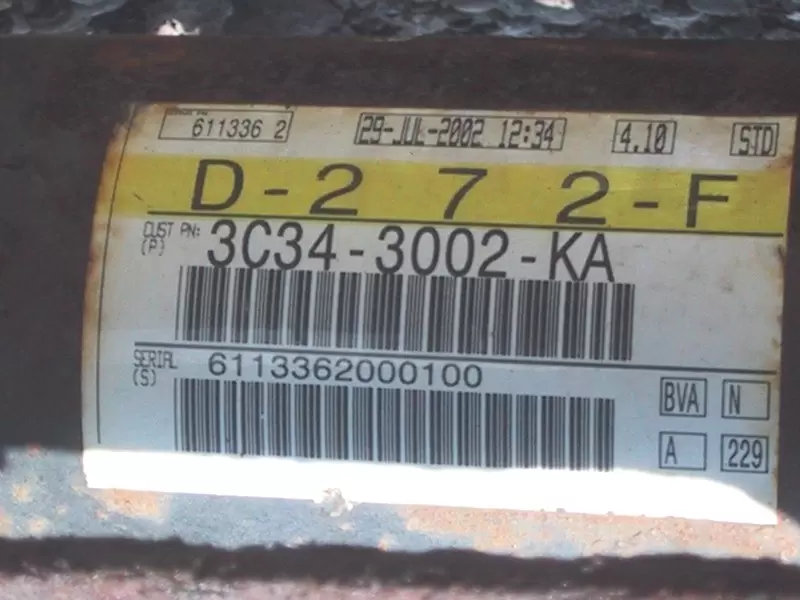 611336 2 29-JUL-2002 12:34 4.10 STD
D-2 7 2-F
CUST PN: 3C34-3002-KA
(P)
SERIAL 6113362000100
(S)
BVA N
A 229